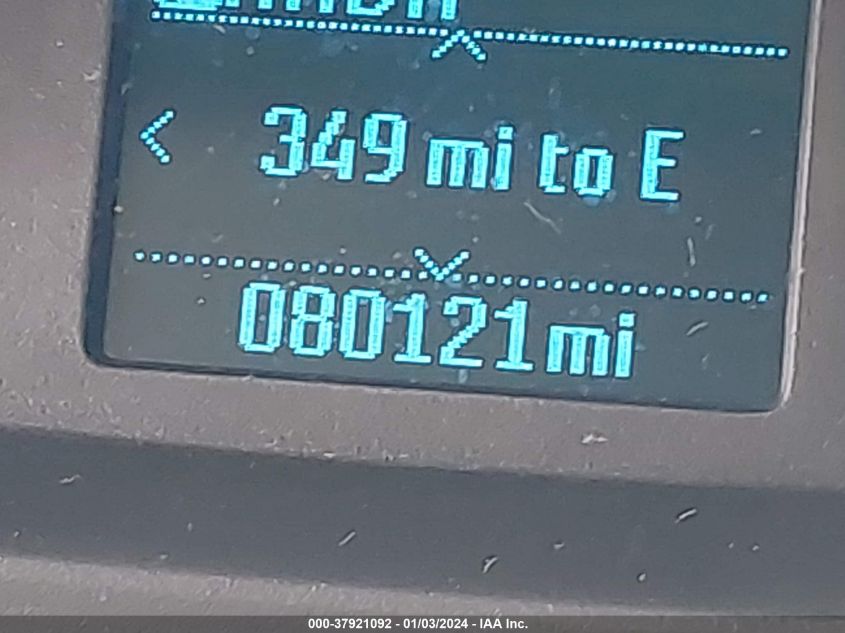 349 mi to E
080121 mi
000-37921092 - 01/03/2024 - IAA Inc.